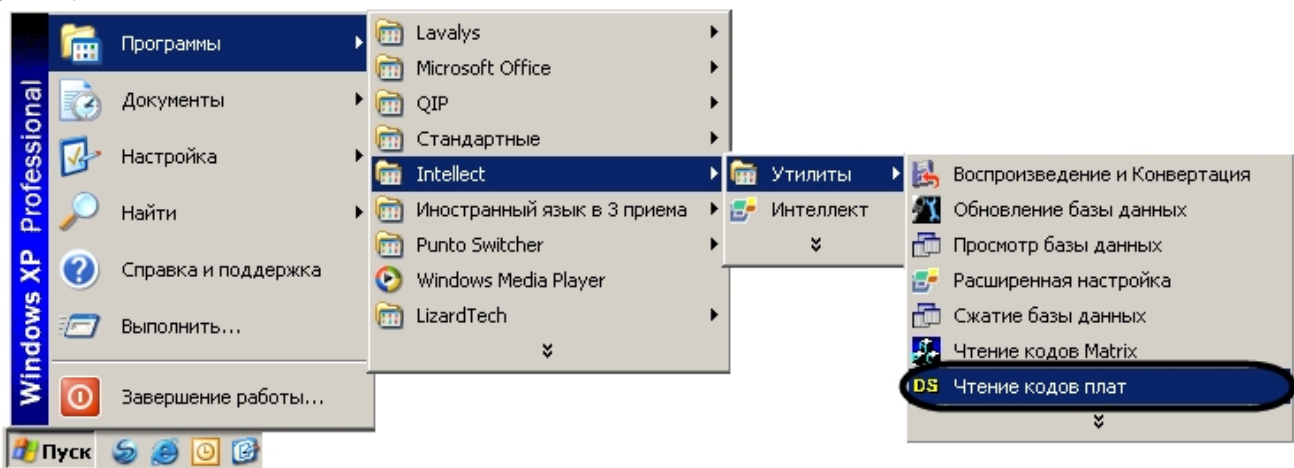 Windows XP Professional
Программы
Документы
Настройка
Найти
Справка и поддержка
Выполнить...
Завершение работы...
Пуск
Lavalys
Microsoft Office
QIP
Стандартные
Intellect
Иностранный язык в 3 приема
Punto Switcher
Windows Media Player
LizardTech
Утилиты
Интеллект
Воспроизведение и Конвертация
Обновление базы данных
Просмотр базы данных
Расширенная настройка
Сжатие базы данных
Чтение кодов Matrix
DS Чтение кодов плат